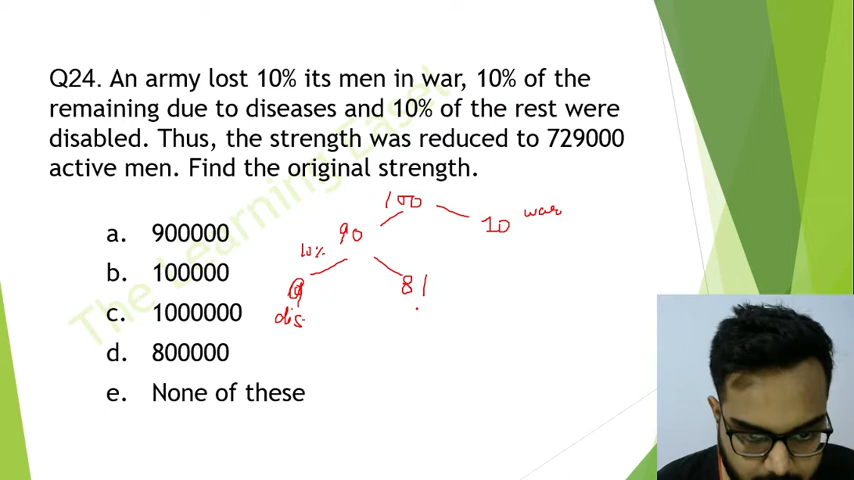 Q24. An army lost 10% its men in war, 10% of the
remaining due to diseases and 10% of the rest were
disabled. Thus, the strength was reduced to 729000
active men. Find the original strength.
100
10 war
90
10%
9
81
dis
a. 900000
b. 100000
c. 1000000
d. 800000
e. None of these
The Learning Easel